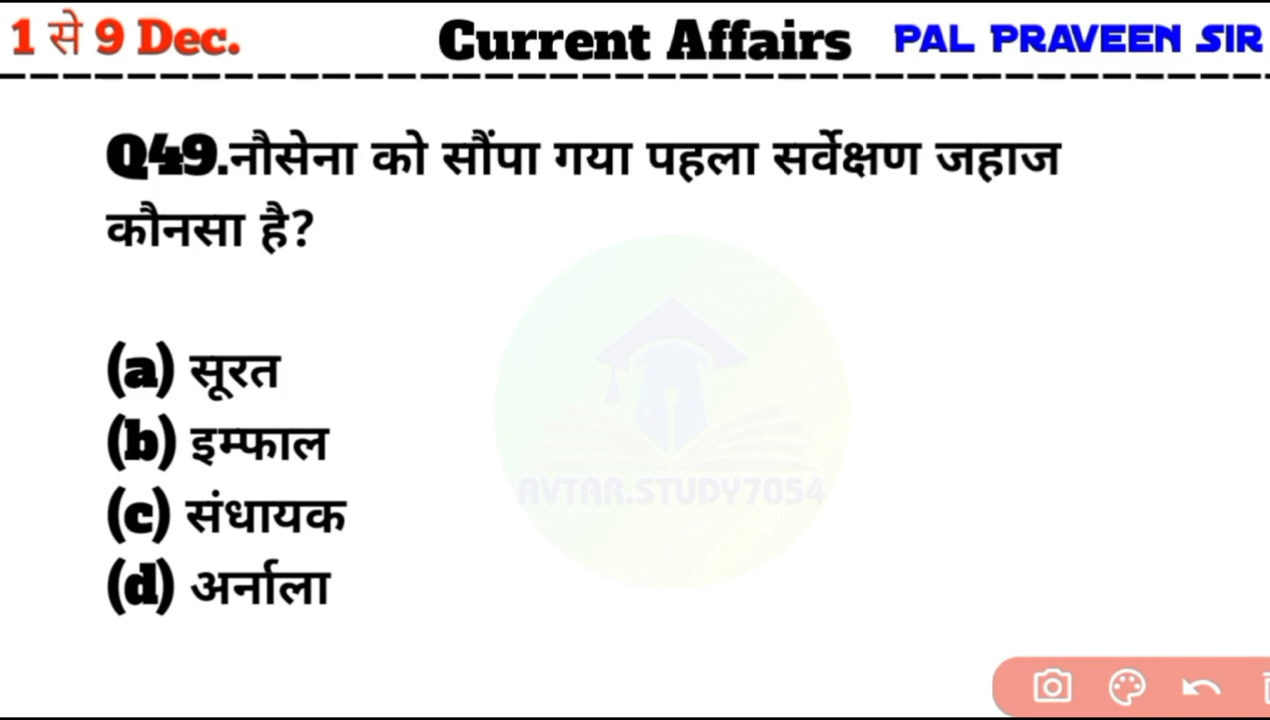 1 से 9 Dec. Current Affairs PAL PRAVEEN SIR
Q49.नौसेना को सौंपा गया पहला सर्वेक्षण जहाज
कौनसा है?
(a) सूरत
(b) इम्फाल
(c) संधायक
(d) अर्नाला
AVTAR.STUDY7054